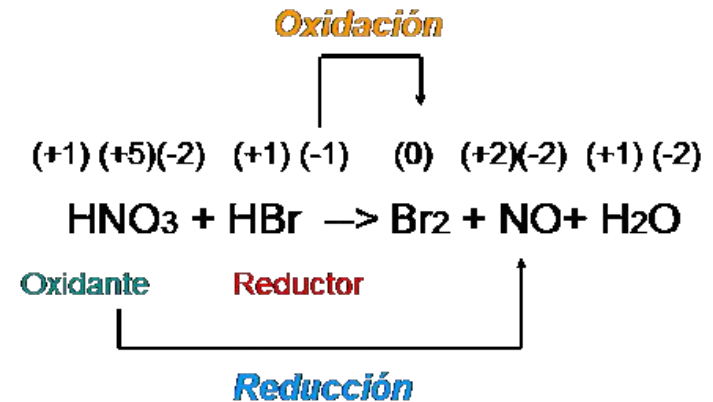 Oxidación
(+1) (+5)(-2) (+1) (-1) (0) (+2)(-2) (+1) (-2)
HNO3 + HBr —> Br2 + NO+ H2O
Oxidante Reductor
Reducción